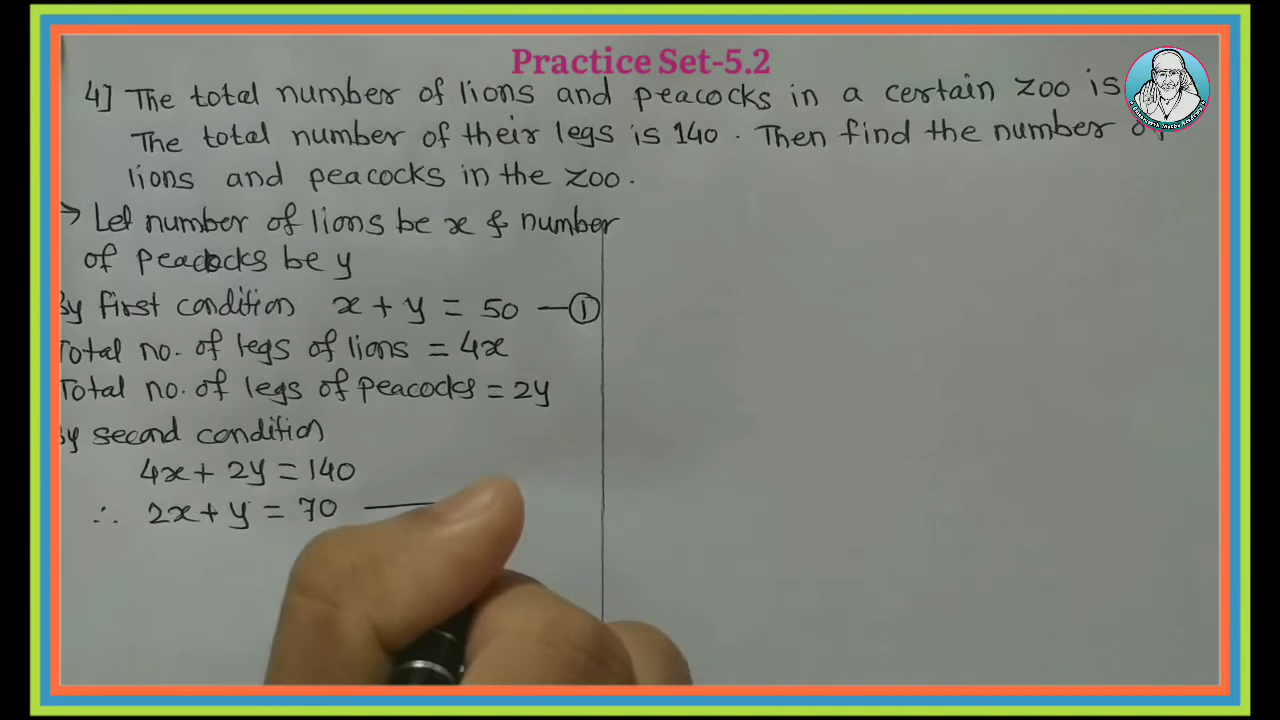 Practice Set-5.2
4] The total number of lions and peacocks in a certain zoo is
The total number of their legs is 140. Then find the number of
lions and peacocks in the zoo.
→ Let number of lions be x & number
of peacocks be y
By first condition x + y = 50 —①
Total no. of legs of lions = 4x
Total no. of legs of peacocks = 2y
By second condition
4x + 2y = 140
∴ 2x + y = 70 —